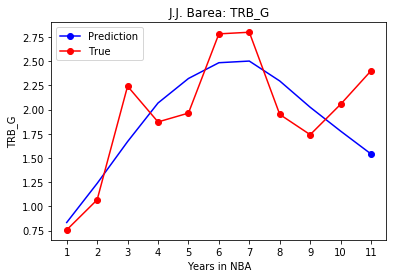 J.J. Barea: TRB_G
Prediction
True
TRB_G
2.75
2.50
2.25
2.00
1.75
1.50
1.25
1.00
0.75
1 2 3 4 5 6 7 8 9 10 11
Years in NBA